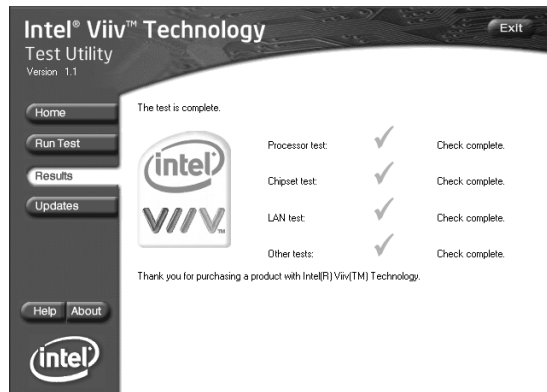 Intel® Viiv™ Technology
Test Utility
Version 1.1
Exit
Home
Run Test
Results
Updates
Help
About
intel
The test is complete.
intel
VIIV™
Processor test: Check complete.
Chipset test: Check complete.
LAN test: Check complete.
Other tests: Check complete.
Thank you for purchasing a product with Intel(R) Viiv(TM) Technology.